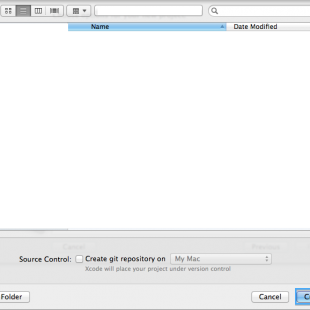 Name Date Modified
Cancel
Source Control: Create git repository on My Mac
Xcode will place your project under version control
Folder Cancel C